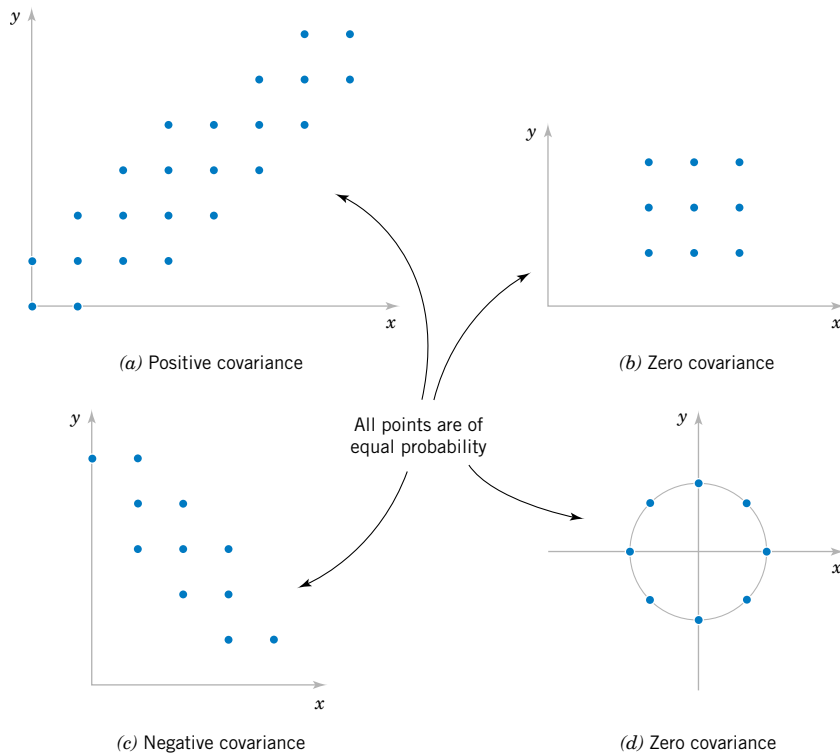 y
x
(a) Positive covariance
y
x
(b) Zero covariance
All points are of
equal probability
y
x
(c) Negative covariance
y
x
(d) Zero covariance